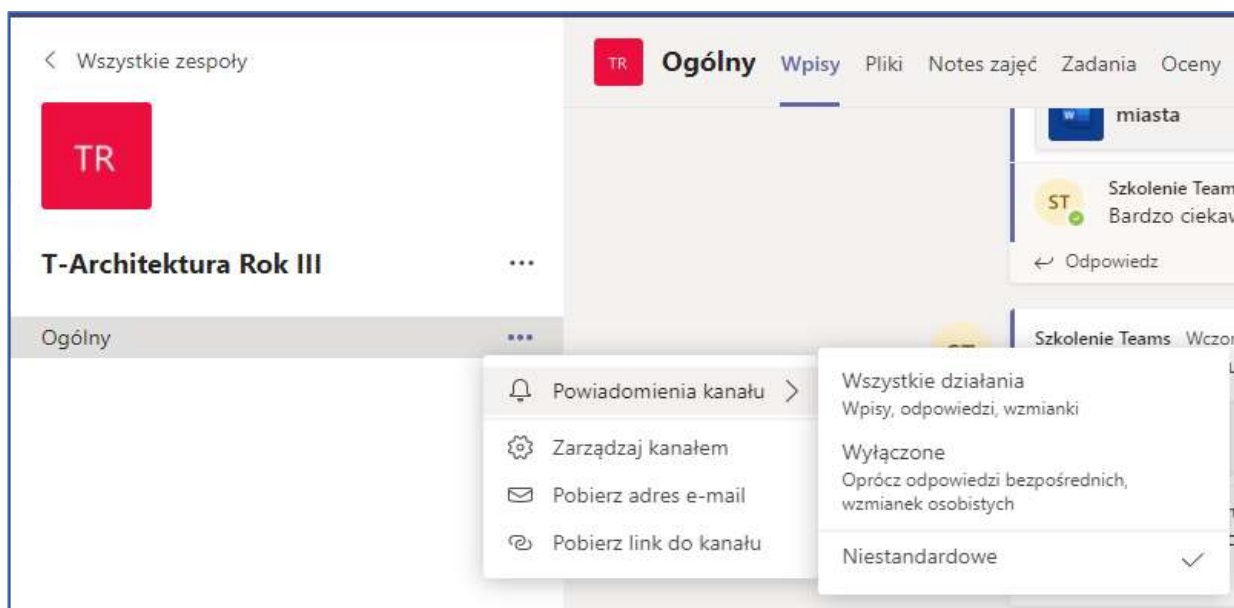 Wszystkie zespoły
TR
T-Architektura Rok III
Ogólny
TR Ogólny Wpisy Pliki Notes zajęć Zadania Oceny
miasta
ST Szkolenie
Bardzo
Odpowiedz
Szkolenie Teams
Powiadomienia kanału
Zarządzaj kanałem
Pobierz adres e-mail
Pobierz link do kanału
Wszystkie działania
Wpisy, odpowiedzi, wzmianki
Wyłączone
Oprócz odpowiedzi bezpośrednich,
wzmianek osobistych
Niestandardowe